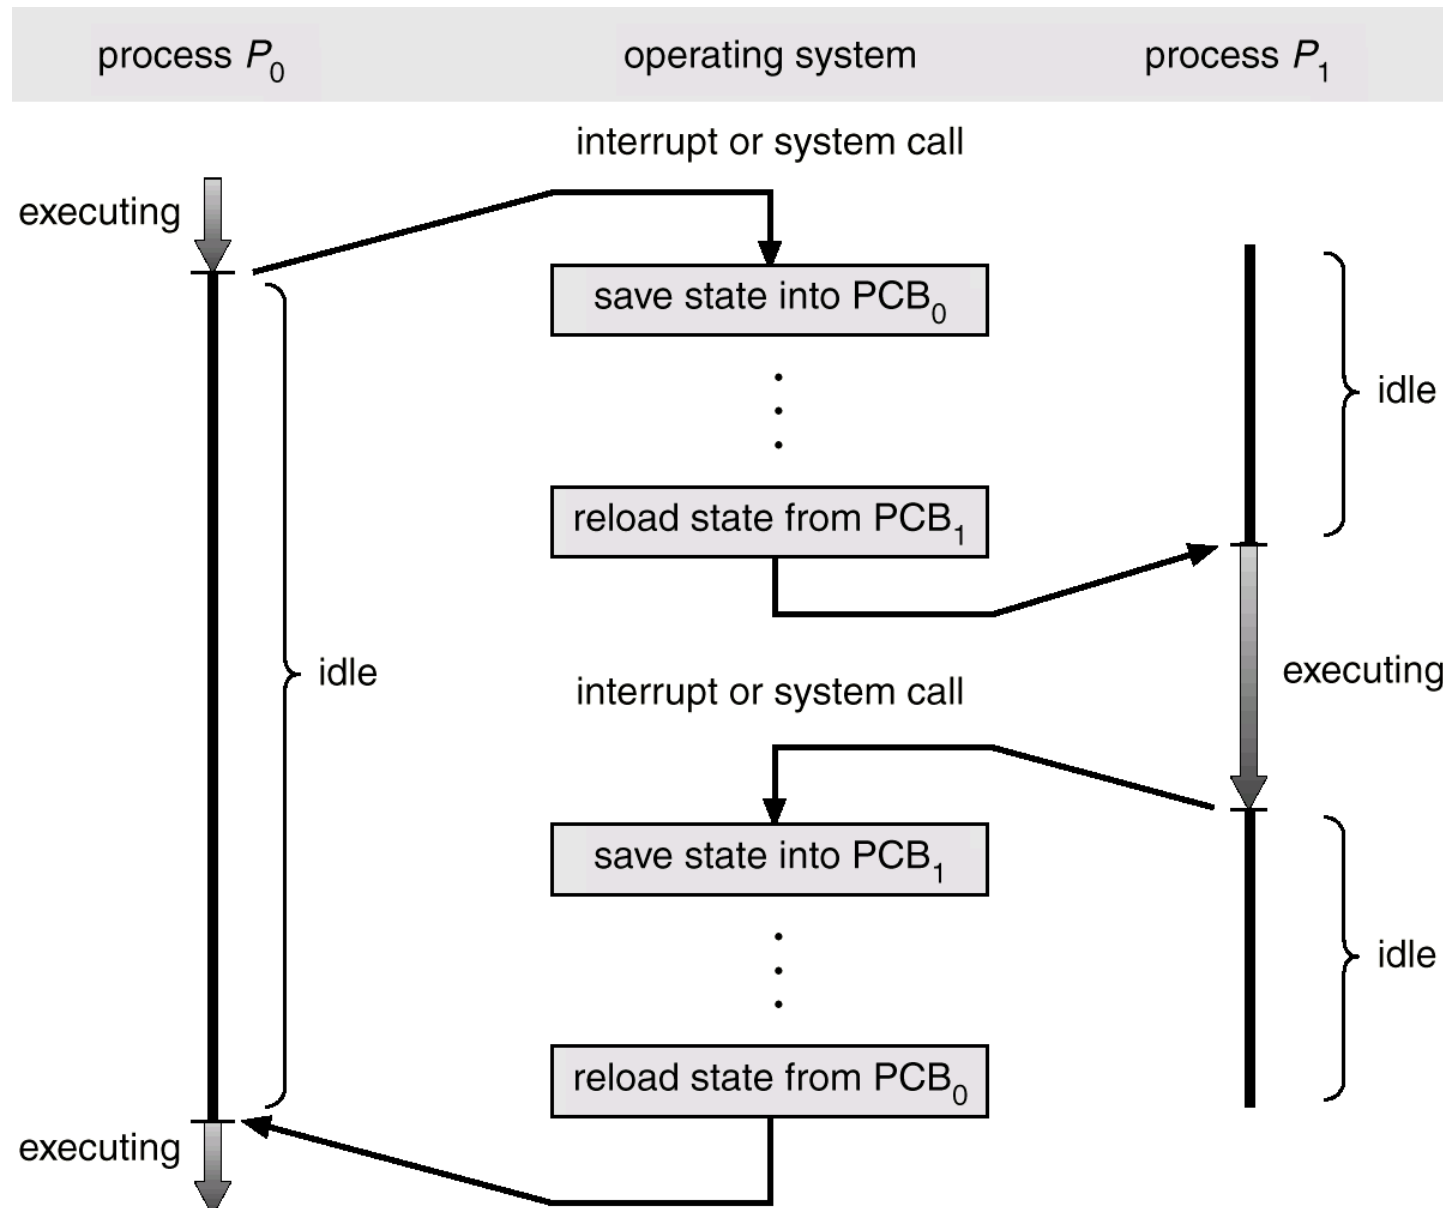 process P₀ operating system process P₁
interrupt or system call
executing
save state into PCB₀
idle
reload state from PCB₁
idle
interrupt or system call
executing
save state into PCB₁
idle
reload state from PCB₀
executing